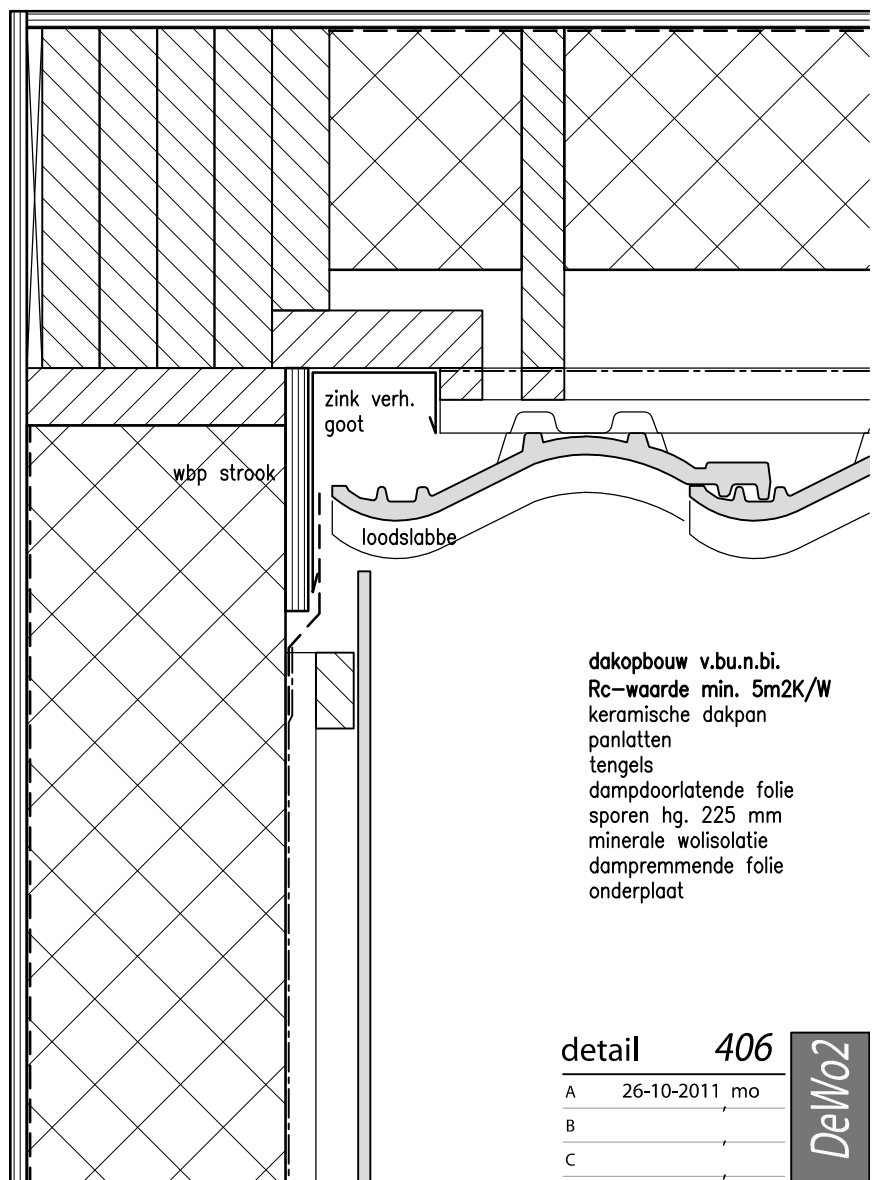 zink verh.
goot
wbp strook
loodslabbe
dakopbouw v.bu.n.bi.
Rc-waarde min. 5m2K/W
keramische dakpan
panlatten
tengels
dampdoorlatende folie
sporen hg. 225 mm
minerale wolisolatie
dampremmende folie
onderplaat
detail 406
A 26-10-2011, mo
B ,
C ,
DeWo2